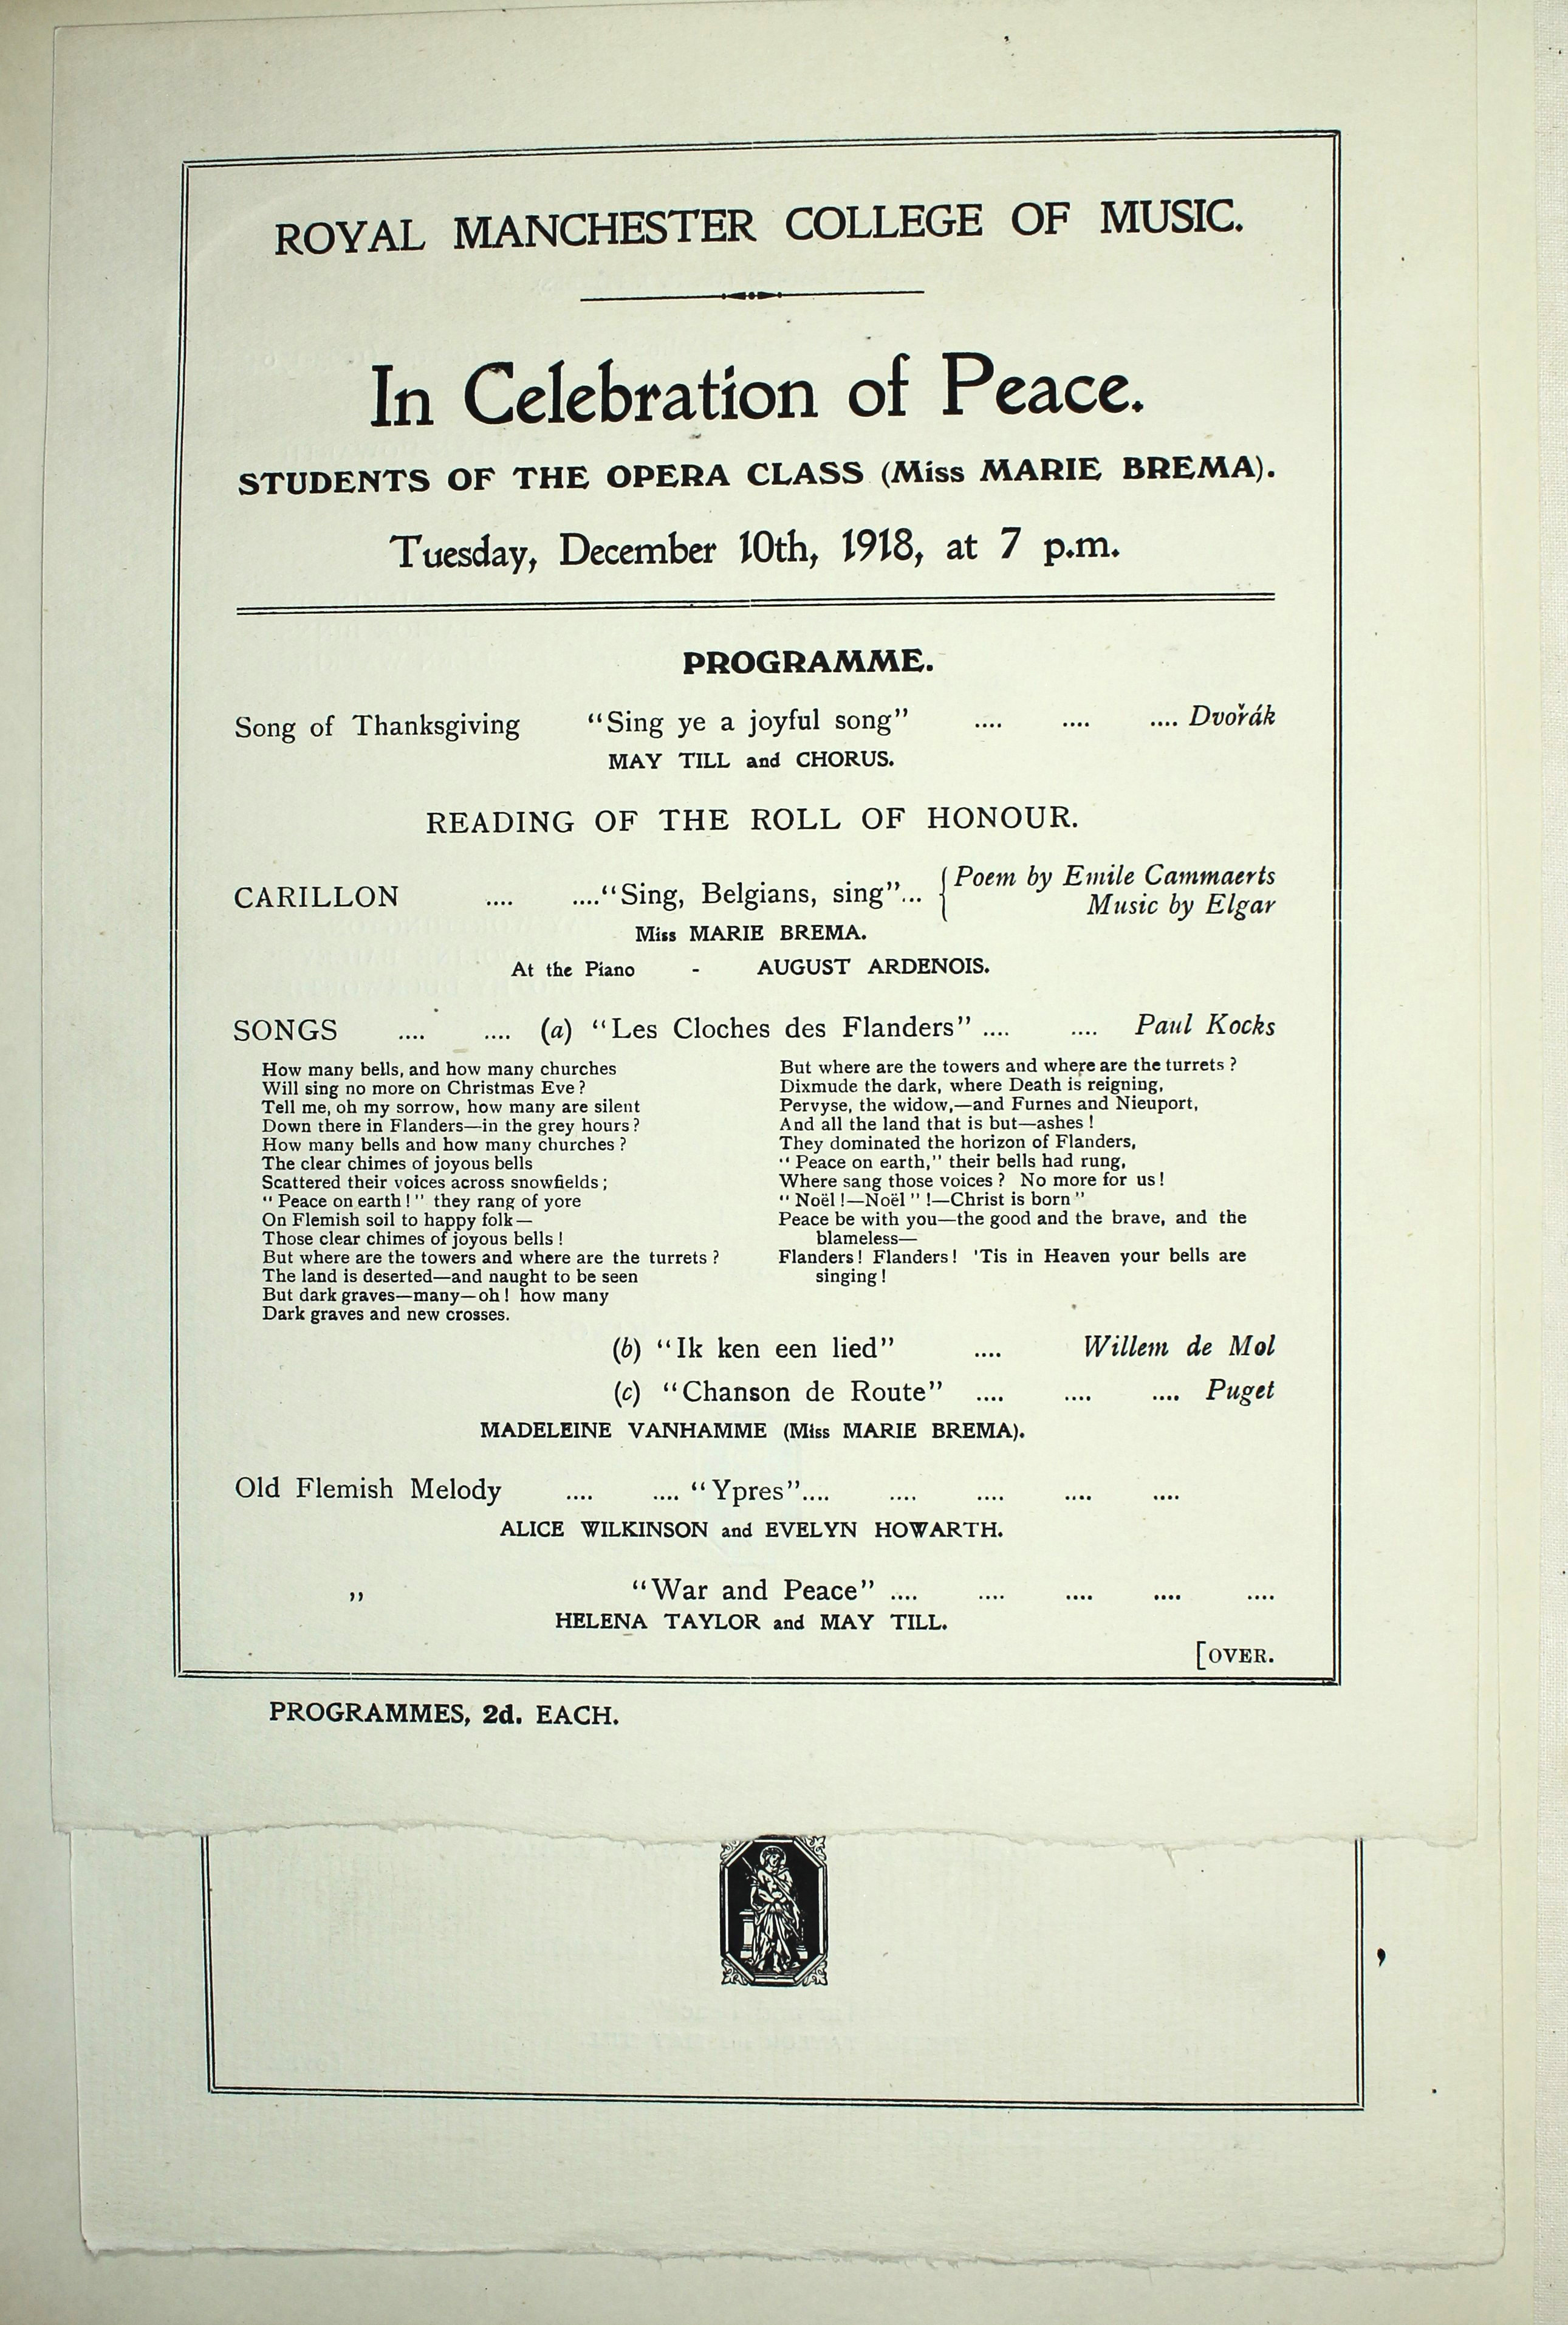 ROYAL MANCHESTER COLLEGE OF MUSIC.
In Celebration of Peace.
STUDENTS OF THE OPERA CLASS (Miss MARIE BREMA).
Tuesday, December 10th, 1918, at 7 p.m.
PROGRAMME.
Song of Thanksgiving "Sing ye a joyful song" .... .... .... Dvořák
MAY TILL and CHORUS.
READING OF THE ROLL OF HONOUR.
CARILLON .... ...."Sing, Belgians, sing"... { Poem by Emile Cammaerts
Music by Elgar
Miss MARIE BREMA.
At the Piano - AUGUST ARDENOIS.
SONGS .... .... (a) "Les Cloches des Flanders" .... .... Paul Kocks
How many bells, and how many churches
Will sing no more on Christmas Eve?
Tell me, oh my sorrow, how many are silent
Down there in Flanders—in the grey hours?
How many bells and how many churches?
The clear chimes of joyous bells
Scattered their voices across snowfields;
"Peace on earth!" they rang of yore
On Flemish soil to happy folk—
Those clear chimes of joyous bells!
But where are the towers and where are the turrets?
The land is deserted—and naught to be seen
But dark graves—many—oh! how many
Dark graves and new crosses.
But where are the towers and where are the turrets?
Dixmude the dark, where Death is reigning,
Pervyse, the widow,—and Furnes and Nieuport,
And all the land that is but—ashes!
They dominated the horizon of Flanders,
"Peace on earth," their bells had rung,
Where sang those voices? No more for us!
"Noël!—Noël"!—Christ is born"
Peace be with you—the good and the brave, and the
blameless—
Flanders! Flanders! 'Tis in Heaven your bells are
singing!
(b) "Ik ken een lied" .... Willem de Mol
(c) "Chanson de Route" .... .... .... Puget
MADELEINE VANHAMME (Miss MARIE BREMA).
Old Flemish Melody .... .... "Ypres".... .... .... .... ....
ALICE WILKINSON and EVELYN HOWARTH.
,, "War and Peace" .... .... .... .... ....
HELENA TAYLOR and MAY TILL.
[OVER.
PROGRAMMES, 2d. EACH.